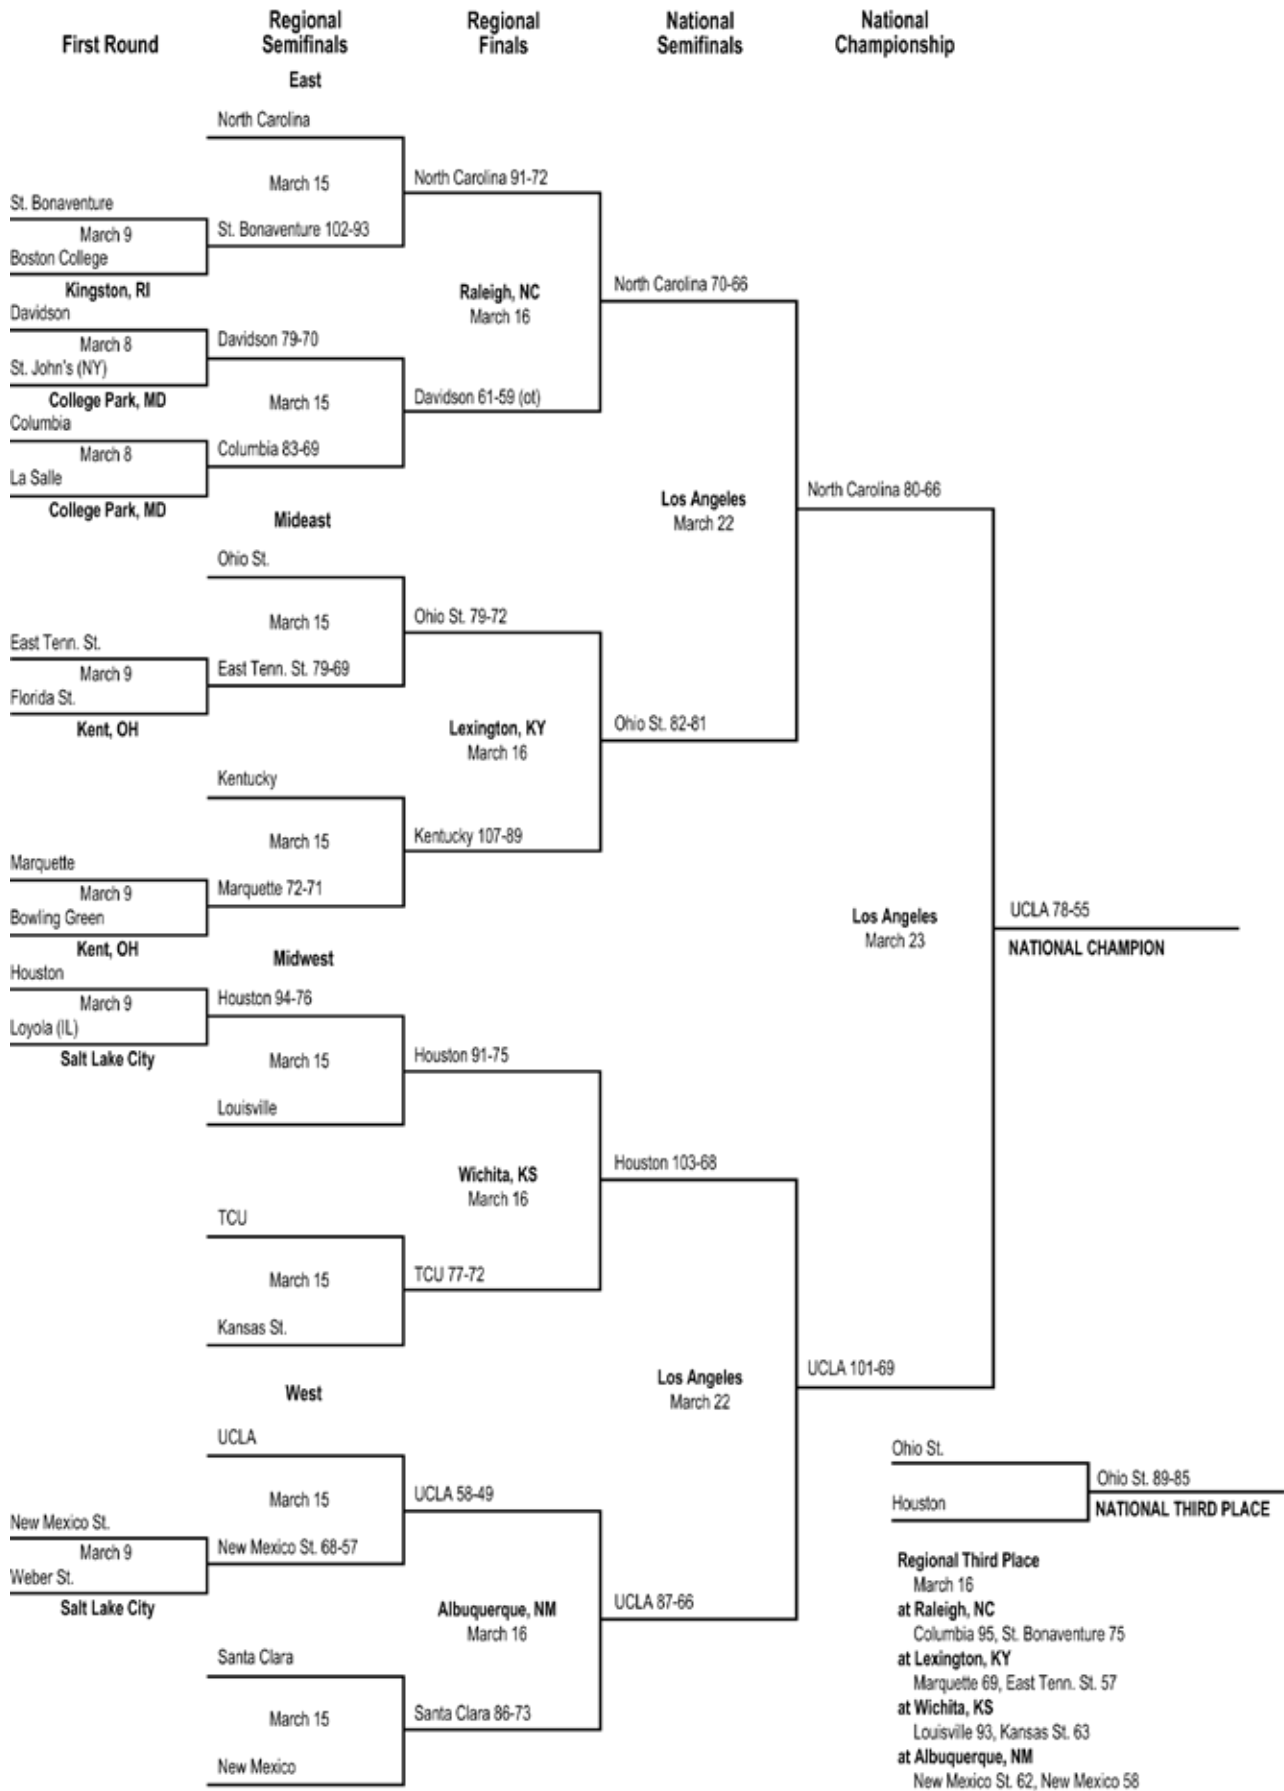 First Round
Regional
Semifinals
Regional
Finals
National
Semifinals
National
Championship
East
North Carolina
March 15
North Carolina 91-72
St. Bonaventure
March 9
St. Bonaventure 102-93
Boston College
Kingston, RI
North Carolina 70-66
Raleigh, NC
March 16
Davidson
March 8
Davidson 79-70
St. John's (NY)
College Park, MD
March 15
Davidson 61-59 (ot)
Columbia
March 8
Columbia 83-69
La Salle
College Park, MD
North Carolina 80-66
Los Angeles
March 22
Mideast
Ohio St.
March 15
Ohio St. 79-72
East Tenn. St.
March 9
East Tenn. St. 79-69
Florida St.
Kent, OH
Lexington, KY
March 16
Ohio St. 82-81
Kentucky
March 15
Kentucky 107-89
Marquette
March 9
Marquette 72-71
Bowling Green
Kent, OH
Los Angeles
March 23
UCLA 78-55
NATIONAL CHAMPION
Midwest
Houston
March 9
Houston 94-76
Loyola (IL)
Salt Lake City
March 15
Houston 91-75
Louisville
Wichita, KS
March 16
Houston 103-68
TCU
March 15
TCU 77-72
Kansas St.
Los Angeles
March 22
UCLA 101-69
West
UCLA
March 15
UCLA 58-49
New Mexico St.
March 9
New Mexico St. 68-57
Weber St.
Salt Lake City
Albuquerque, NM
March 16
UCLA 87-66
Santa Clara
March 15
Santa Clara 86-73
New Mexico
Ohio St.
Ohio St. 89-85
Houston
NATIONAL THIRD PLACE
Regional Third Place
March 16
at Raleigh, NC
Columbia 95, St. Bonaventure 75
at Lexington, KY
Marquette 69, East Tenn. St. 57
at Wichita, KS
Louisville 93, Kansas St. 63
at Albuquerque, NM
New Mexico St. 62, New Mexico 58